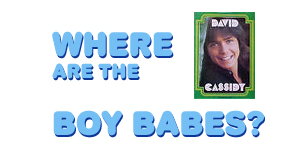 DAVID
CASSIDY
WHERE
ARE THE
BOY BABES?